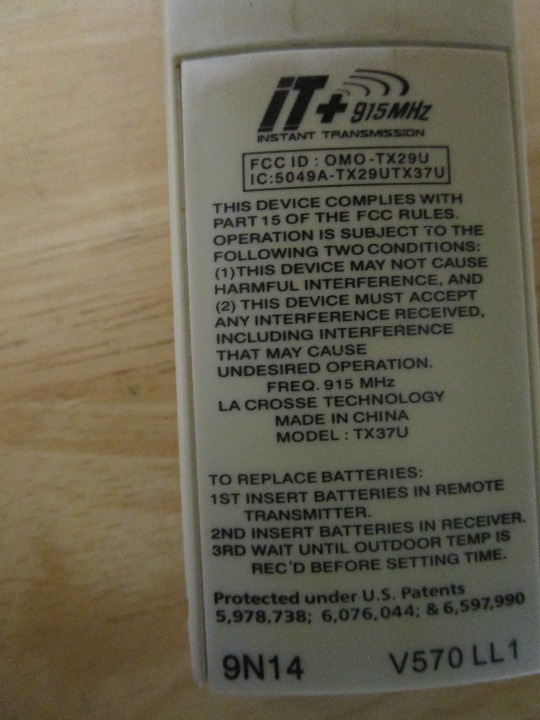 IT+ 915MHz
INSTANT TRANSMISSION
FCC ID : OMO-TX29U
IC:5049A-TX29UTX37U
THIS DEVICE COMPLIES WITH
PART 15 OF THE FCC RULES.
OPERATION IS SUBJECT TO THE
FOLLOWING TWO CONDITIONS:
(1)THIS DEVICE MAY NOT CAUSE
HARMFUL INTERFERENCE, AND
(2) THIS DEVICE MUST ACCEPT
ANY INTERFERENCE RECEIVED,
INCLUDING INTERFERENCE
THAT MAY CAUSE
UNDESIRED OPERATION.
FREQ. 915 MHz
LA CROSSE TECHNOLOGY
MADE IN CHINA
MODEL : TX37U
TO REPLACE BATTERIES:
1ST INSERT BATTERIES IN REMOTE
TRANSMITTER.
2ND INSERT BATTERIES IN RECEIVER.
3RD WAIT UNTIL OUTDOOR TEMP IS
REC'D BEFORE SETTING TIME.
Protected under U.S. Patents
5,978,738; 6,076,044; & 6,597,990
9N14 V570 LL1